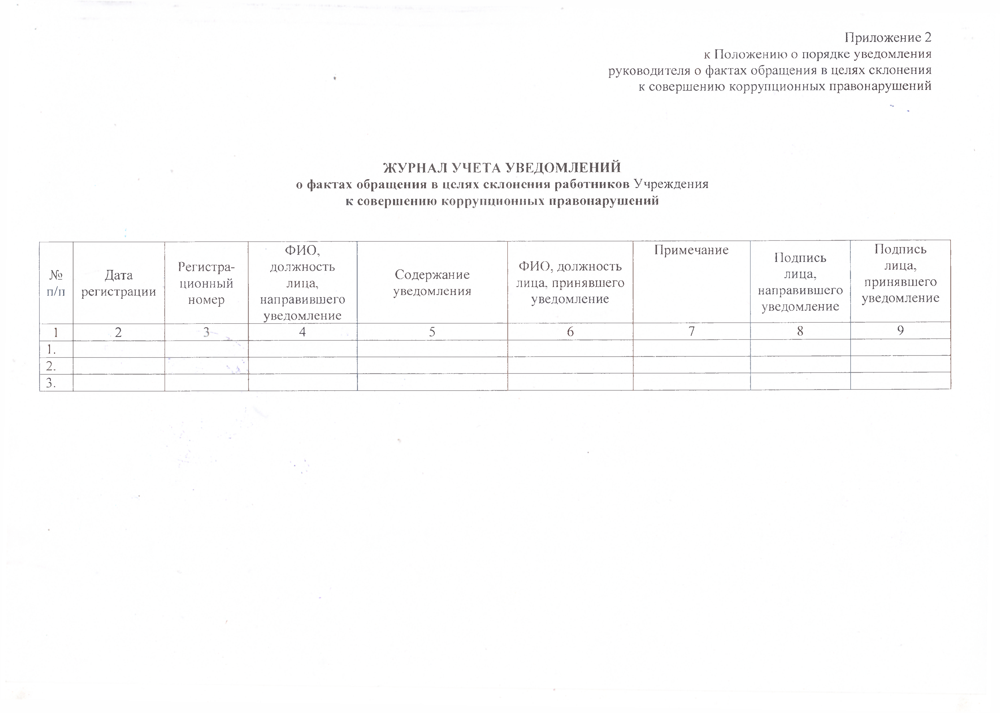 Приложение 2
к Положению о порядке уведомления
руководителя о фактах обращения в целях склонения
к совершению коррупционных правонарушений
ЖУРНАЛ УЧЕТА УВЕДОМЛЕНИЙ
о фактах обращения в целях склонения работников Учреждения
к совершению коррупционных правонарушений
№
п/п
Дата
регистрации
Регистра-
ционный
номер
ФИО,
должность
лица,
направившего
уведомление
Содержание
уведомления
ФИО, должность
лица, принявшего
уведомление
Примечание
Подпись
лица,
направившего
уведомление
Подпись
лица,
принявшего
уведомление
1 2 3 4 5 6 7 8 9
1.
2.
3.